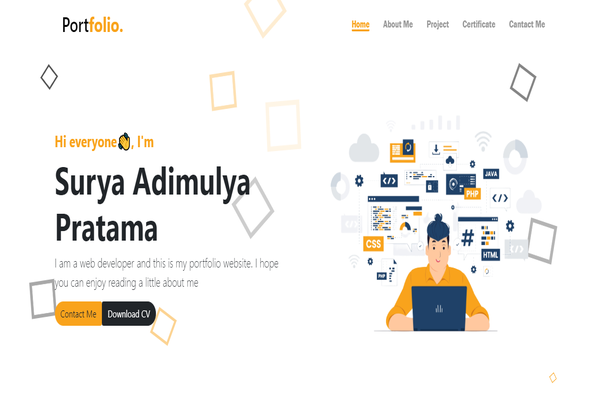 Portfolio.
Home About Me Project Certificate Cantact Me
Hi everyone👋, I'm
Surya Adimulya
Pratama
I am a web developer and this is my portfolio website. I hope
you can enjoy reading a little about me
Contact Me Download CV
JAVA
</>
PHP
</>
CSS
#
HTML
</>
PHP